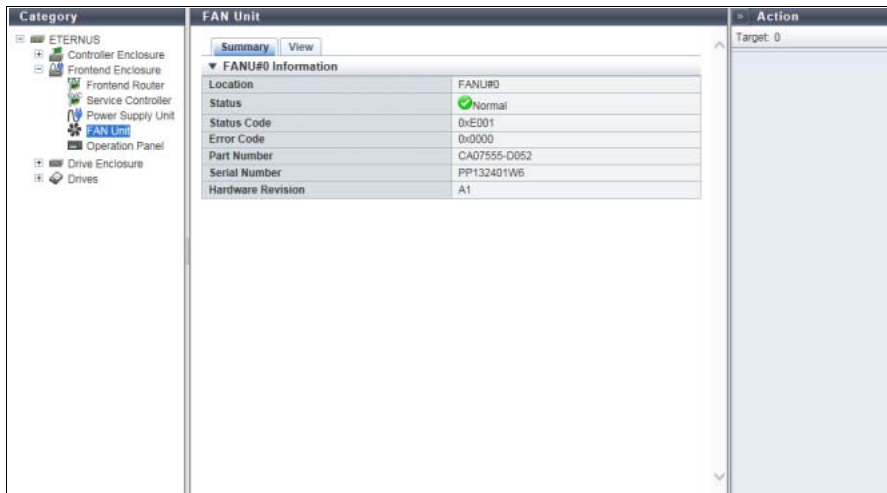 Category
ETERNUS
Controller Enclosure
Frontend Enclosure
Frontend Router
Service Controller
Power Supply Unit
FAN Unit
Operation Panel
Drive Enclosure
Drives
FAN Unit
Summary View
▼ FANU#0 Information
Location FANU#0
Status Normal
Status Code 0xE001
Error Code 0x0000
Part Number CA07555-D052
Serial Number PP132401W6
Hardware Revision A1
» Action
Target: 0